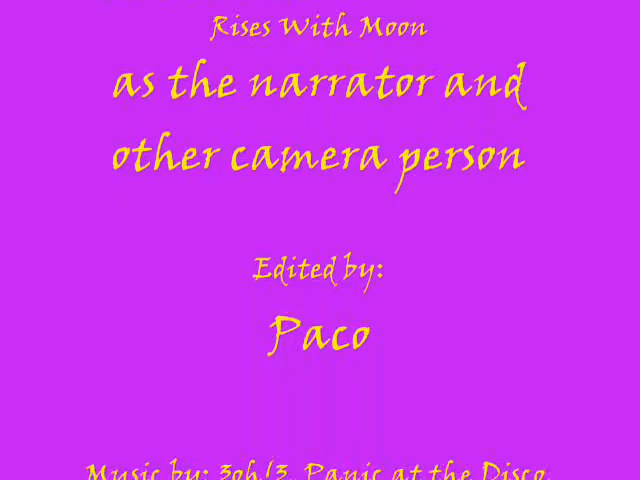 Rises With Moon
as the narrator and
other camera person
Edited by:
Paco
Music by: 3oh!3, Panic at the Disco,